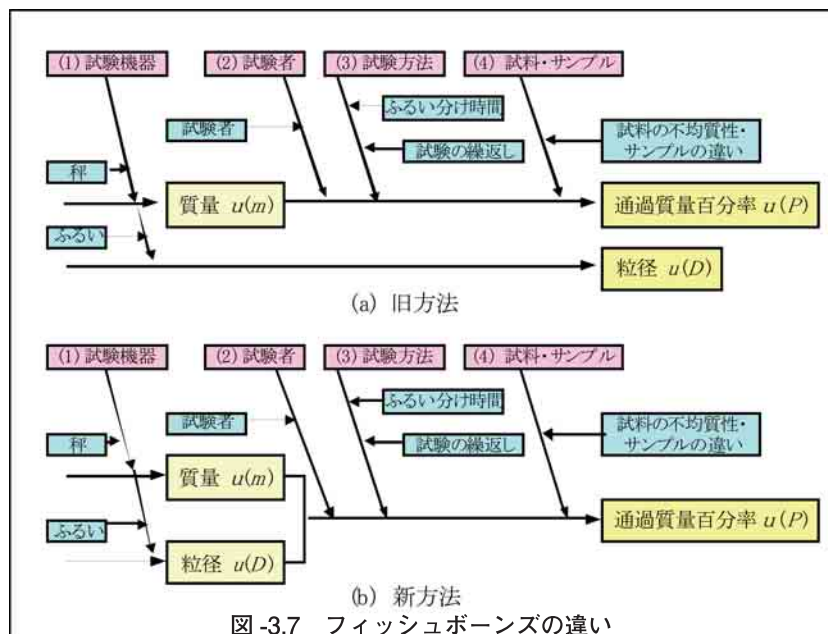 (1) 試験機器
(2) 試験者
(3) 試験方法
(4) 試料・サンプル
ふるい分け時間
試験者
試験の繰返し
試料の不均質性・
サンプルの違い
秤
質量 u(m)
通過質量百分率 u(P)
ふるい
粒径 u(D)
(a) 旧方法
(1) 試験機器
(2) 試験者
(3) 試験方法
(4) 試料・サンプル
ふるい分け時間
試験者
試験の繰返し
試料の不均質性・
サンプルの違い
秤
質量 u(m)
通過質量百分率 u(P)
ふるい
粒径 u(D)
(b) 新方法
図-3.7 フィッシュボーンズの違い